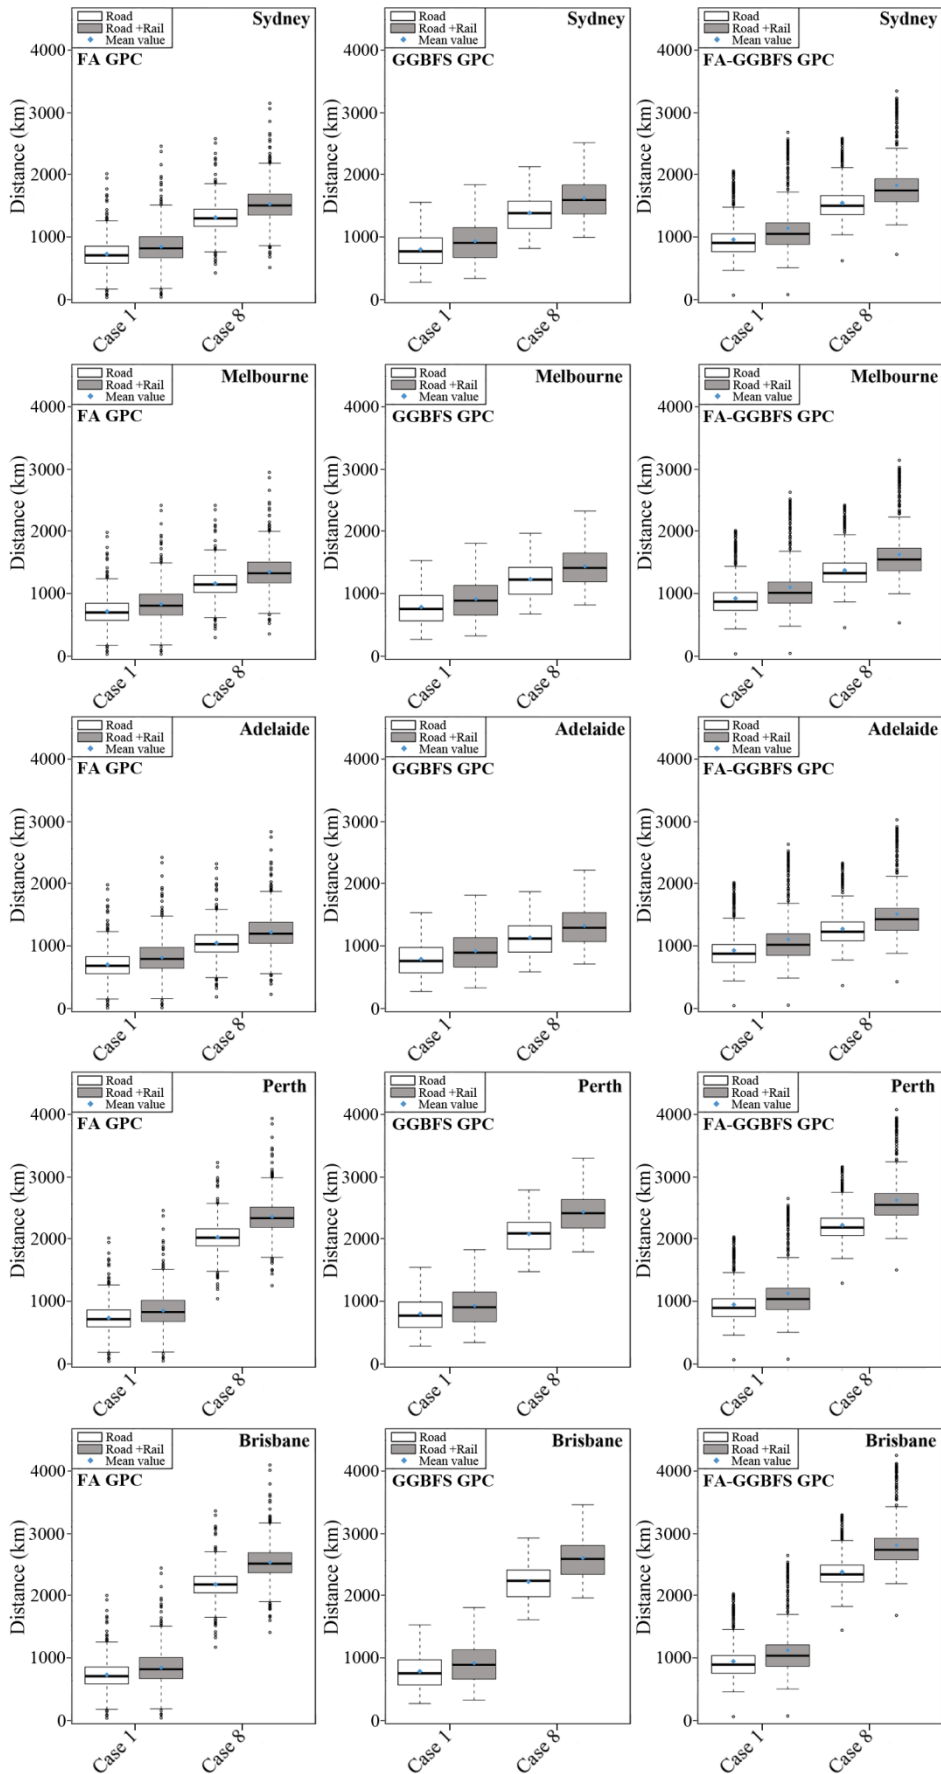 Road
Road +Rail
Mean value
Sydney
FA GPC
Distance (km)
4000
3000
2000
1000
0
Case 1
Case 8
Road
Road +Rail
Mean value
Sydney
GGBFS GPC
Distance (km)
4000
3000
2000
1000
0
Case 1
Case 8
Road
Road +Rail
Mean value
Sydney
FA-GGBFS GPC
Distance (km)
4000
3000
2000
1000
0
Case 1
Case 8
Road
Road +Rail
Mean value
Melbourne
FA GPC
Distance (km)
4000
3000
2000
1000
0
Case 1
Case 8
Road
Road +Rail
Mean value
Melbourne
GGBFS GPC
Distance (km)
4000
3000
2000
1000
0
Case 1
Case 8
Road
Road +Rail
Mean value
Melbourne
FA-GGBFS GPC
Distance (km)
4000
3000
2000
1000
0
Case 1
Case 8
Road
Road +Rail
Mean value
Adelaide
FA GPC
Distance (km)
4000
3000
2000
1000
0
Case 1
Case 8
Road
Road +Rail
Mean value
Adelaide
GGBFS GPC
Distance (km)
4000
3000
2000
1000
0
Case 1
Case 8
Road
Road +Rail
Mean value
Adelaide
FA-GGBFS GPC
Distance (km)
4000
3000
2000
1000
0
Case 1
Case 8
Road
Road +Rail
Mean value
Perth
FA GPC
Distance (km)
4000
3000
2000
1000
0
Case 1
Case 8
Road
Road +Rail
Mean value
Perth
GGBFS GPC
Distance (km)
4000
3000
2000
1000
0
Case 1
Case 8
Road
Road +Rail
Mean value
Perth
FA-GGBFS GPC
Distance (km)
4000
3000
2000
1000
0
Case 1
Case 8
Road
Road +Rail
Mean value
Brisbane
FA GPC
Distance (km)
4000
3000
2000
1000
0
Case 1
Case 8
Road
Road +Rail
Mean value
Brisbane
GGBFS GPC
Distance (km)
4000
3000
2000
1000
0
Case 1
Case 8
Road
Road +Rail
Mean value
Brisbane
FA-GGBFS GPC
Distance (km)
4000
3000
2000
1000
0
Case 1
Case 8